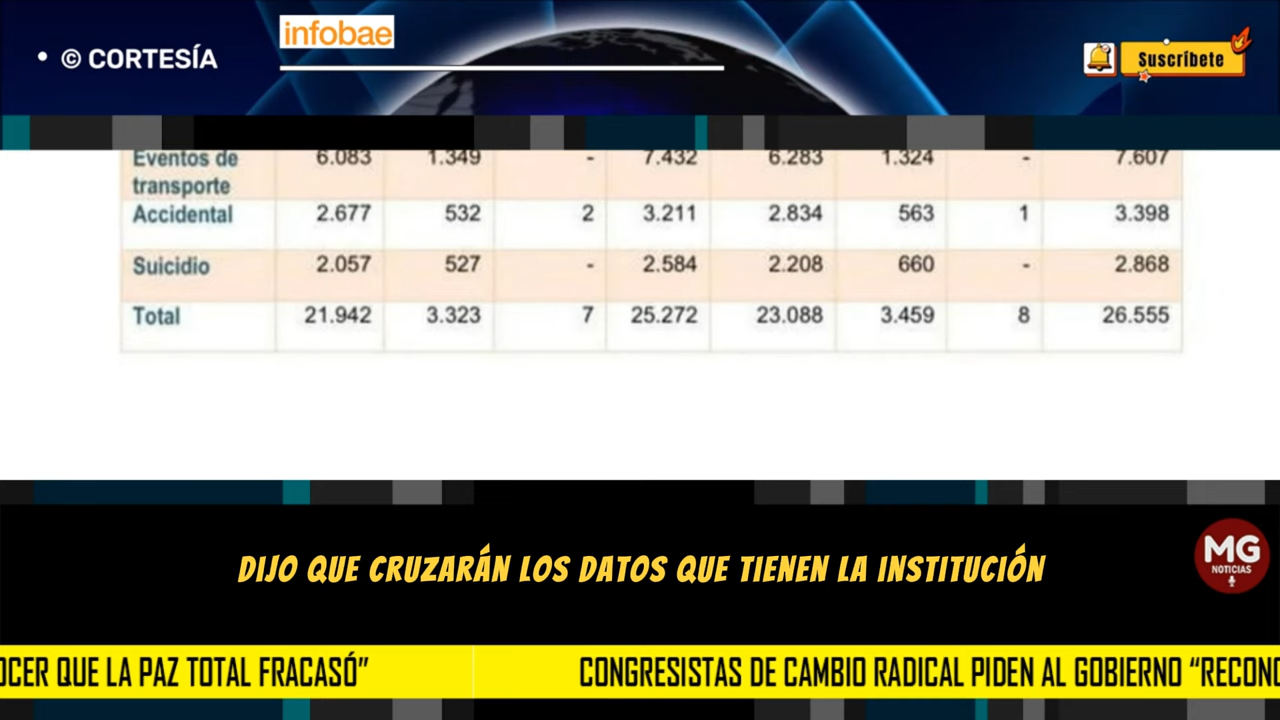 • © CORTESÍA
infobae
Suscríbete
Eventos de transporte 6.083 1.349 - 7.432 6.283 1.324 - 7.607
Accidental 2.677 532 2 3.211 2.834 563 1 3.398
Suicidio 2.057 527 - 2.584 2.208 660 - 2.868
Total 21.942 3.323 7 25.272 23.088 3.459 8 26.555
DIJO QUE CRUZARÁN LOS DATOS QUE TIENEN LA INSTITUCIÓN
MG
NOTICIAS
OCER QUE LA PAZ TOTAL FRACASÓ” CONGRESISTAS DE CAMBIO RADICAL PIDEN AL GOBIERNO “RECONO